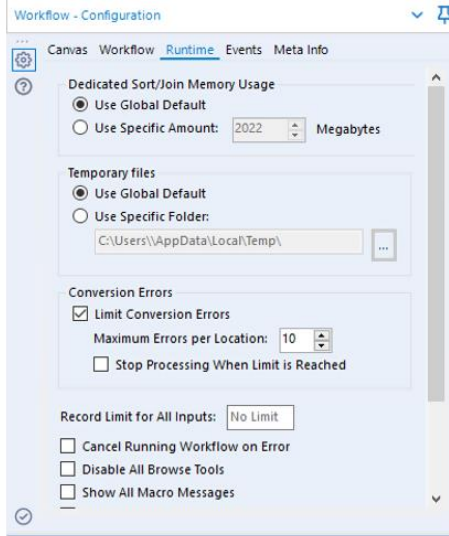 Workflow - Configuration
Canvas Workflow Runtime Events Meta Info
Dedicated Sort/Join Memory Usage
Use Global Default
Use Specific Amount: 2022 Megabytes
Temporary files
Use Global Default
Use Specific Folder:
C:\Users\\AppData\Local\Temp\
...
Conversion Errors
Limit Conversion Errors
Maximum Errors per Location: 10
Stop Processing When Limit is Reached
Record Limit for All Inputs: No Limit
Cancel Running Workflow on Error
Disable All Browse Tools
Show All Macro Messages